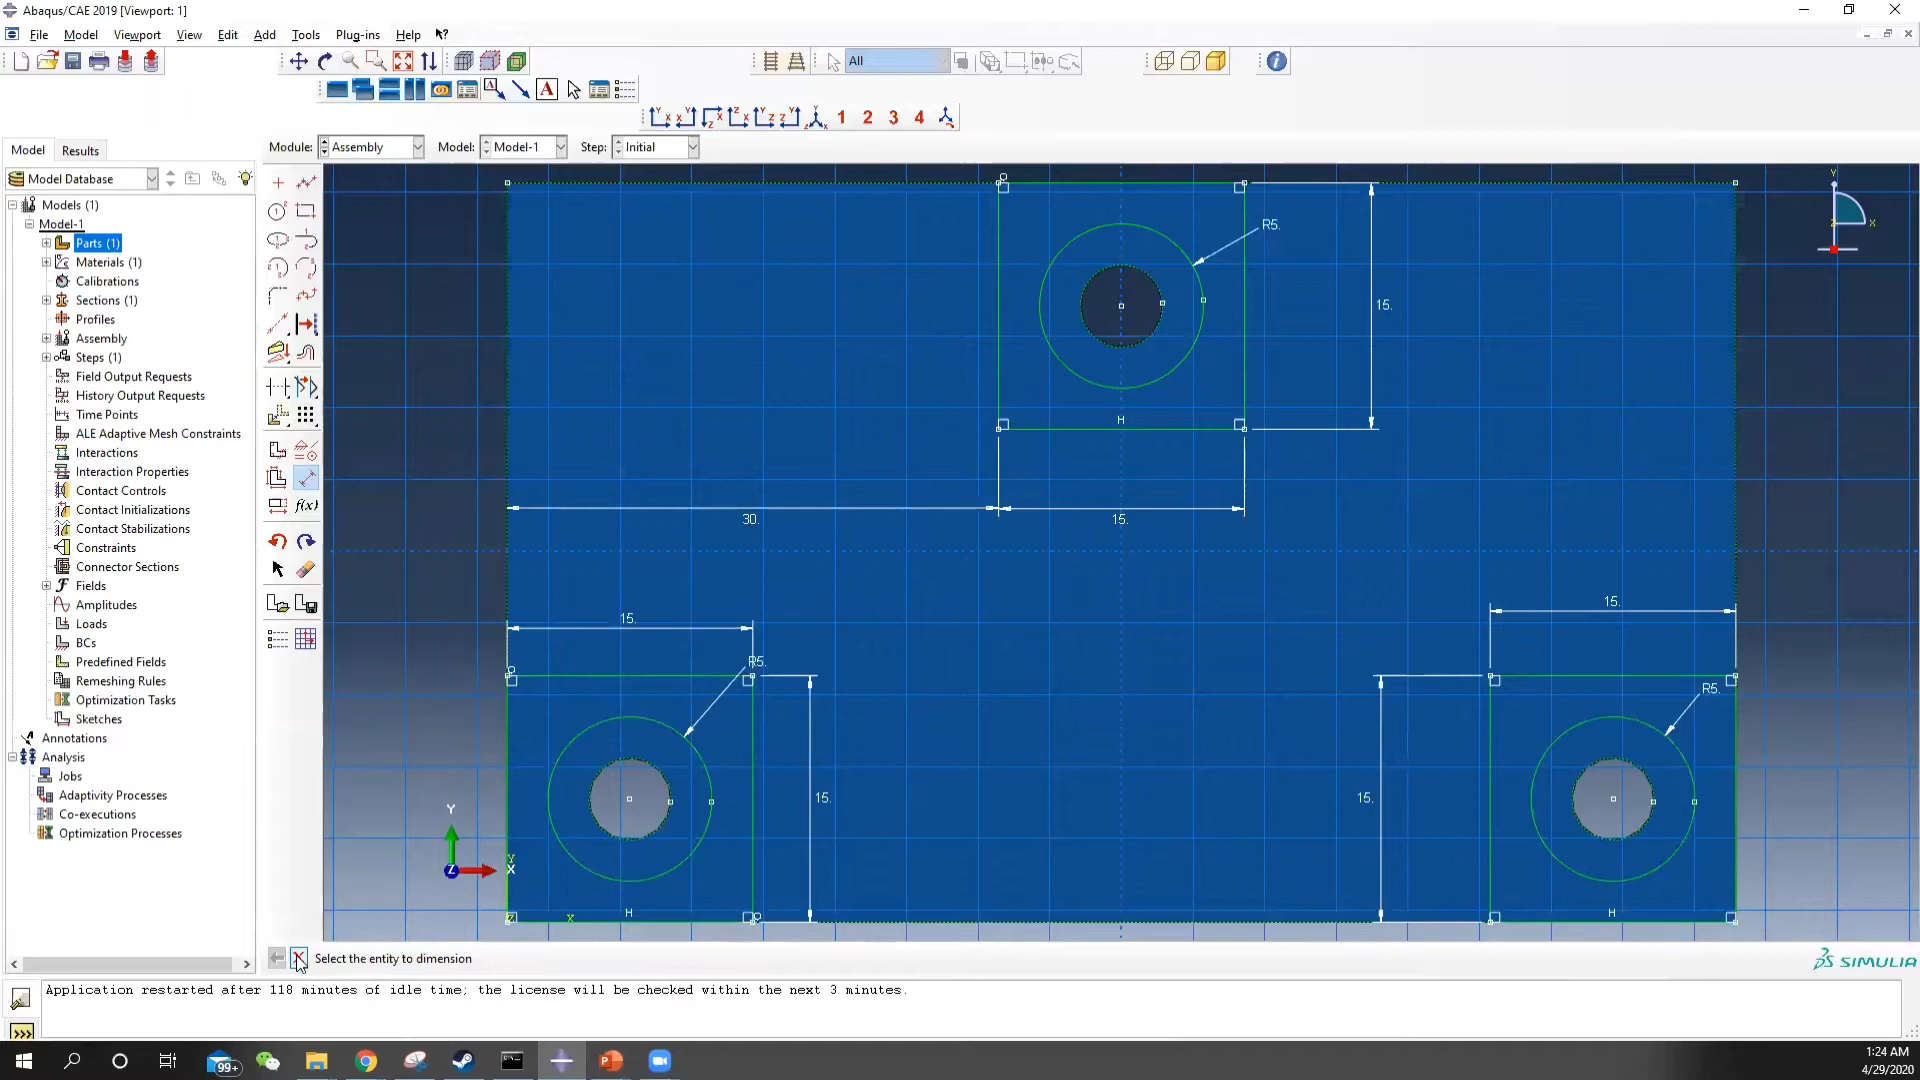 Abaqus/CAE 2019 [Viewport: 1]
File Model Viewport View Edit Add Tools Plug-ins Help
All
A
1 2 3 4
Model Results
Module: Assembly Model: Model-1 Step: Initial
Model Database
Models (1)
Model-1
Parts (1)
Materials (1)
Calibrations
Sections (1)
Profiles
Assembly
Steps (1)
Field Output Requests
History Output Requests
Time Points
ALE Adaptive Mesh Constraints
Interactions
Interaction Properties
Contact Controls
Contact Initializations
Contact Stabilizations
Constraints
Connector Sections
Fields
Amplitudes
Loads
BCs
Predefined Fields
Remeshing Rules
Optimization Tasks
Sketches
Annotations
Analysis
Jobs
Adaptivity Processes
Co-executions
Optimization Processes
f(x)
Y
X
R5.
15.
H
30.
15.
15.
15.
R5.
R5.
15.
15.
H
H
Y
Z
Y
X
X
Select the entity to dimension
SIMULIA
Application restarted after 118 minutes of idle time; the license will be checked within the next 3 minutes.
>>>
99+
1:24 AM
4/29/2020